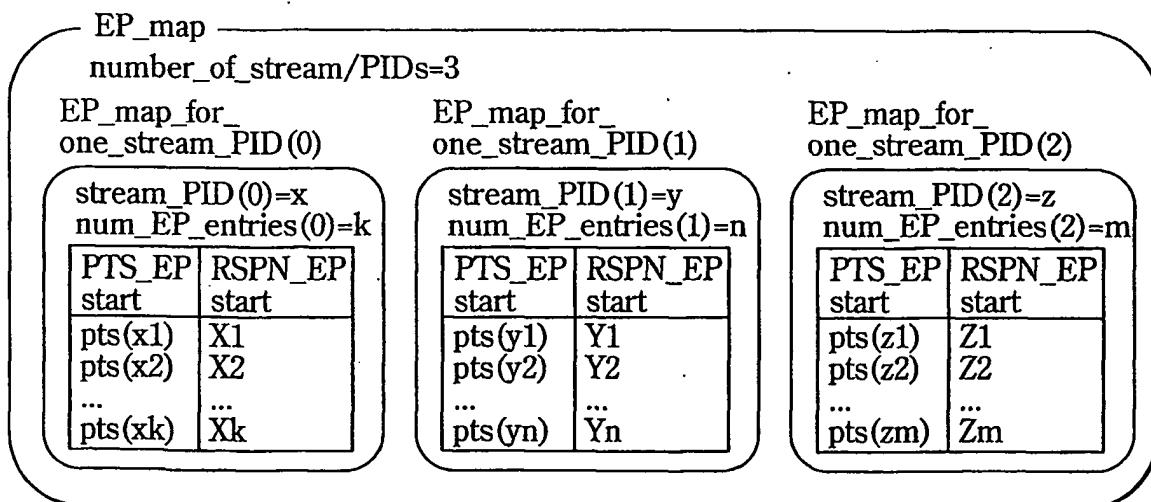 EP_map
number_of_stream/PIDs=3
EP_map_for_
one_stream_PID(0)
stream_PID(0)=x
num_EP_entries(0)=k
PTS_EP start RSPN_EP start
pts(x1) X1
pts(x2) X2
... ...
pts(xk) Xk
EP_map_for_
one_stream_PID(1)
stream_PID(1)=y
num_EP_entries(1)=n
PTS_EP start RSPN_EP start
pts(y1) Y1
pts(y2) Y2
... ...
pts(yn) Yn
EP_map_for_
one_stream_PID(2)
stream_PID(2)=z
num_EP_entries(2)=m
PTS_EP start RSPN_EP start
pts(z1) Z1
pts(z2) Z2
... ...
pts(zm) Zm